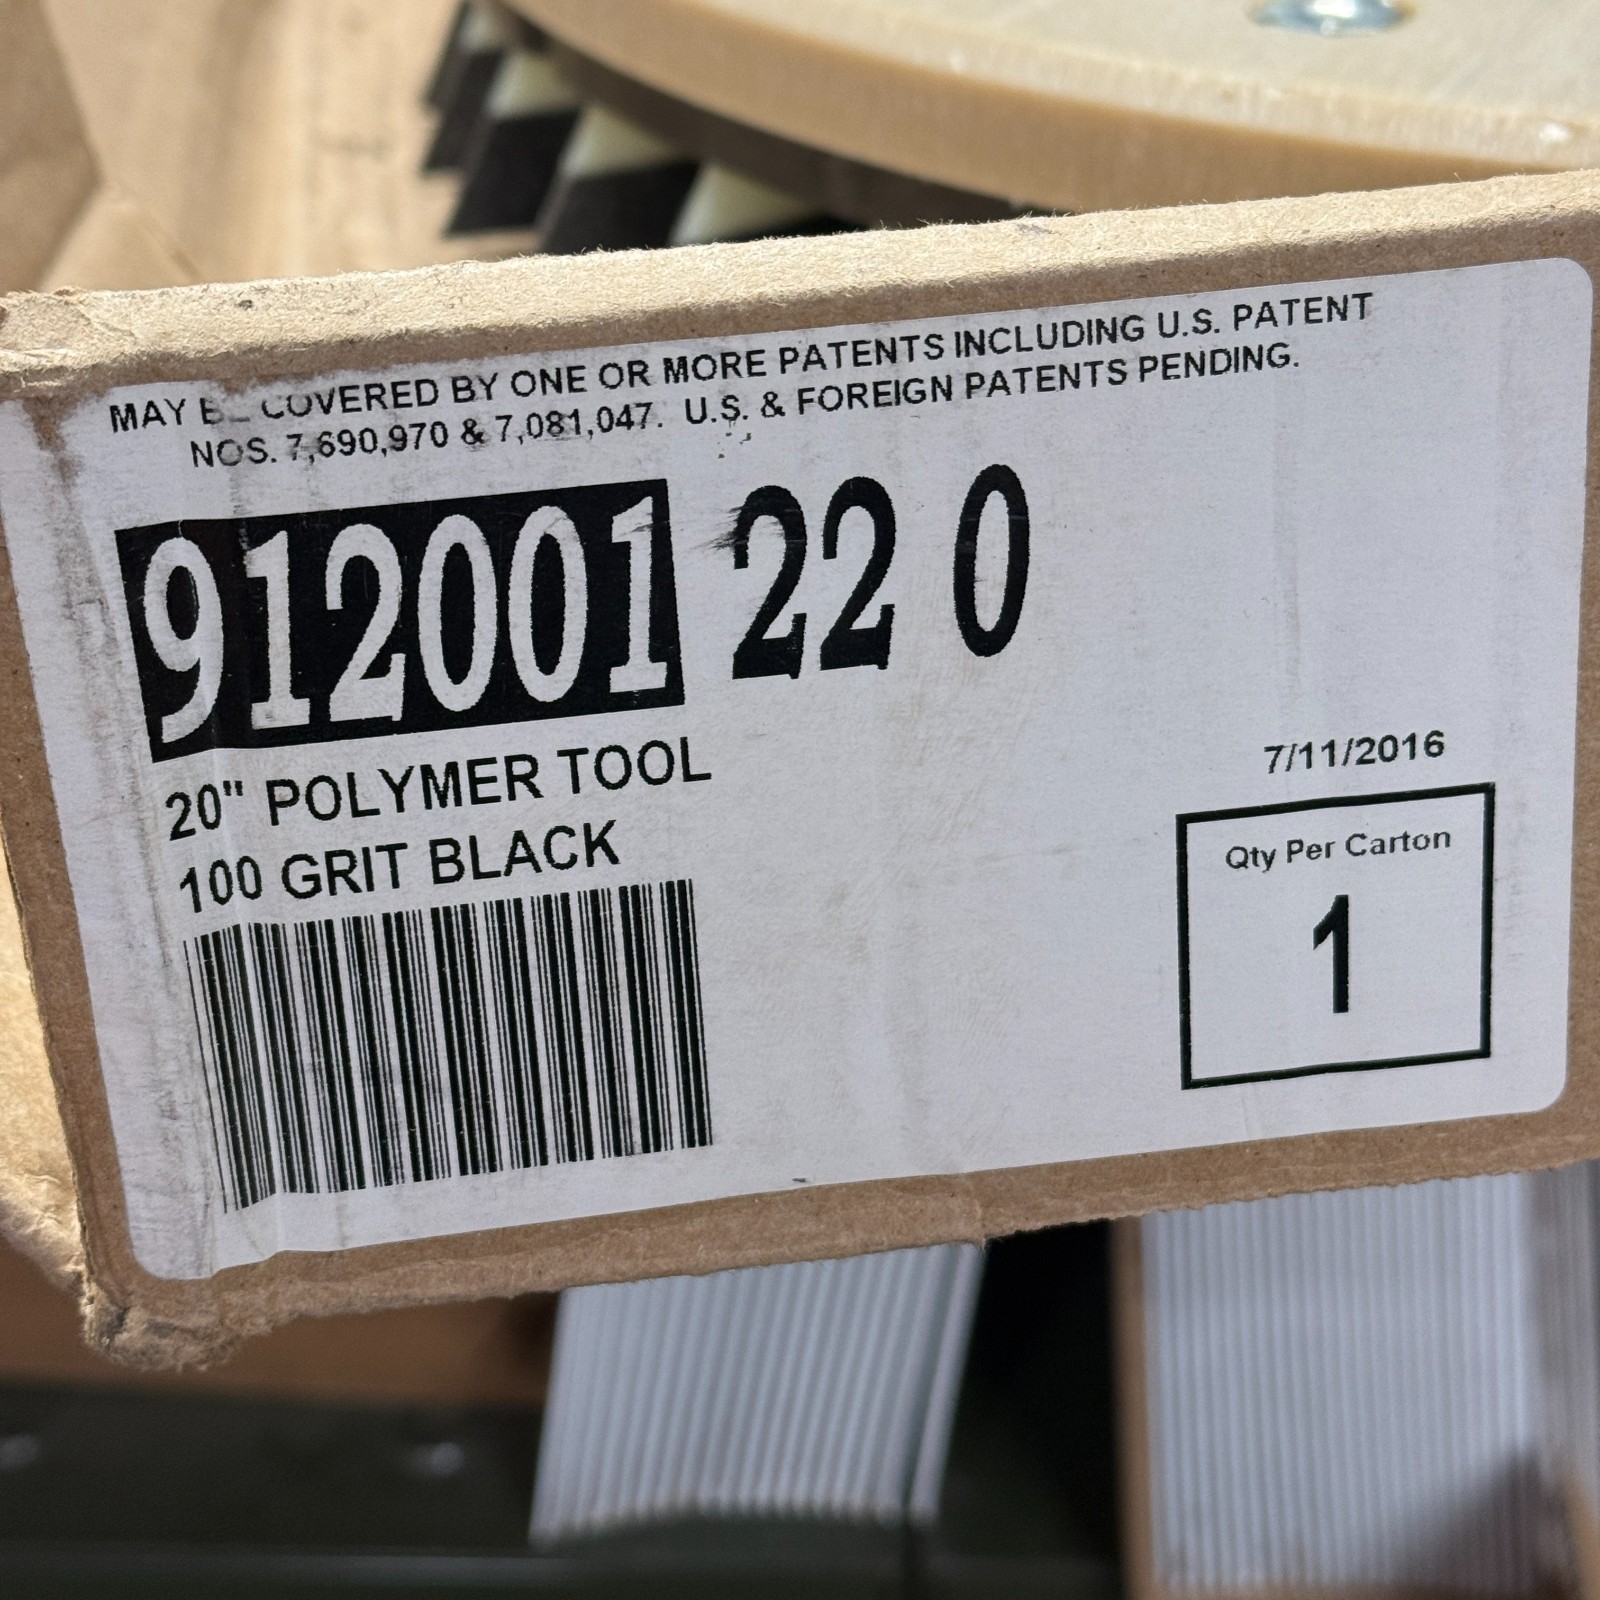 MAY BE COVERED BY ONE OR MORE PATENTS INCLUDING U.S. PATENT
NOS. 7,690,970 & 7,081,047. U.S. & FOREIGN PATENTS PENDING.
912001 22 0
20" POLYMER TOOL
100 GRIT BLACK
7/11/2016
Qty Per Carton
1